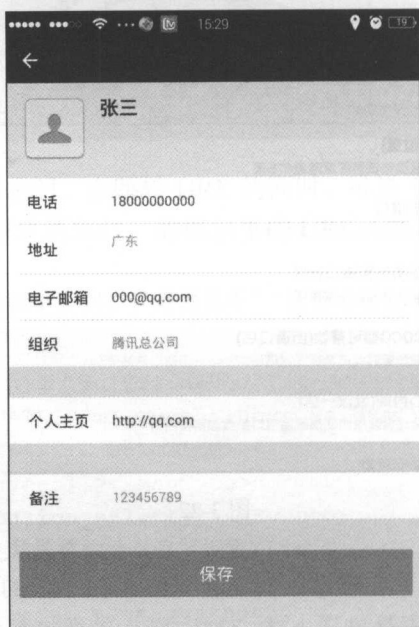 15:29
19
张三
电话 18000000000
地址 广东
电子邮箱 000@qq.com
组织 腾讯总公司
个人主页 http://qq.com
备注 123456789
保存